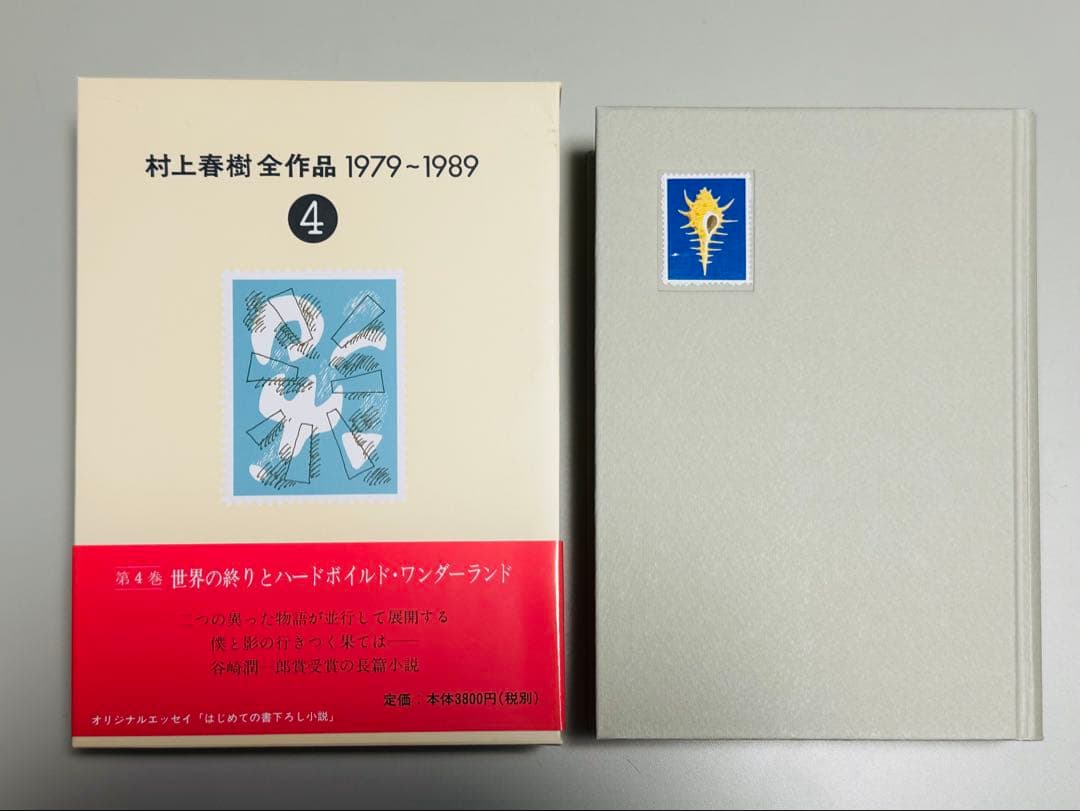 村上春樹 全作品 1979~1989
4
第4巻 世界の終りとハードボイルド・ワンダーランド
二つの異った物語が並行して展開する
僕と影の行きつく果ては──
谷崎潤一郎賞受賞の長篇小説
定価：本体3800円(税別)
オリジナルエッセイ「はじめての書下ろし小説」